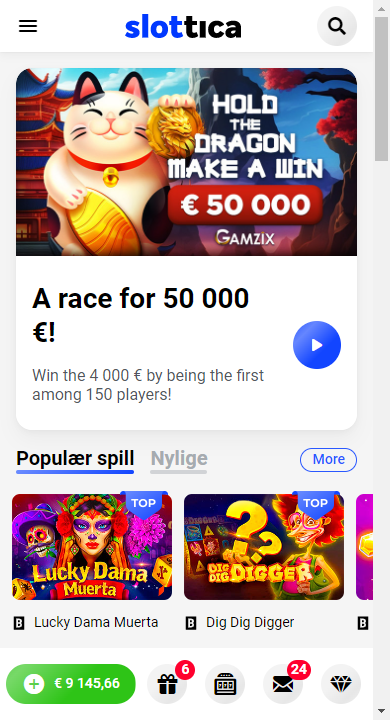 slottica
HOLD
THE
DRAGON
MAKE A WIN
€ 50 000
GAMZIX
A race for 50 000
€!
Win the 4 000 € by being the first
among 150 players!
Populær spill Nylige More
TOP TOP
Lucky Dama
Muerta
DIG DIG DIGGER
B Lucky Dama Muerta B Dig Dig Digger B
€ 9 145,66 6 24